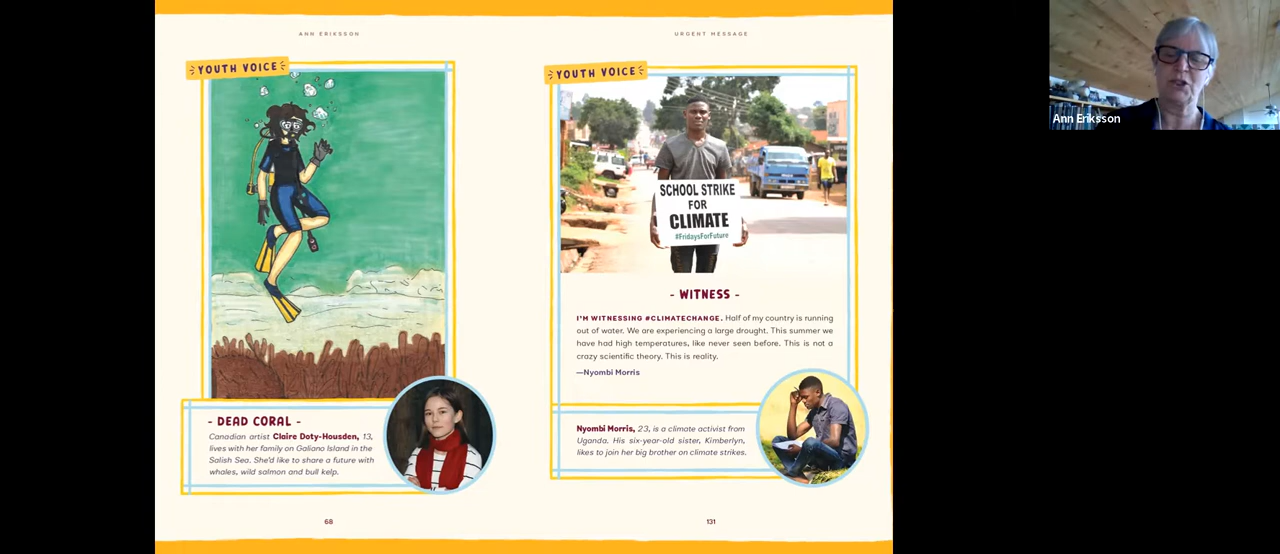 ANN ERIKSSON
YOUTH VOICE
- DEAD CORAL -
Canadian artist Claire Doty-Housden, 13,
lives with her family on Galiano Island in the
Salish Sea. She'd like to share a future with
whales, wild salmon and bull kelp.
68
URGENT MESSAGE
YOUTH VOICE
SCHOOL STRIKE
FOR
CLIMATE
#FridaysForFuture
- WITNESS -
I'M WITNESSING #CLIMATECHANGE. Half of my country is running
out of water. We are experiencing a large drought. This summer we
have had high temperatures, like never seen before. This is not a
crazy scientific theory. This is reality.
—Nyombi Morris
Nyombi Morris, 23, is a climate activist from
Uganda. His six-year-old sister, Kimberlyn,
likes to join her big brother on climate strikes.
131
Ann Eriksson